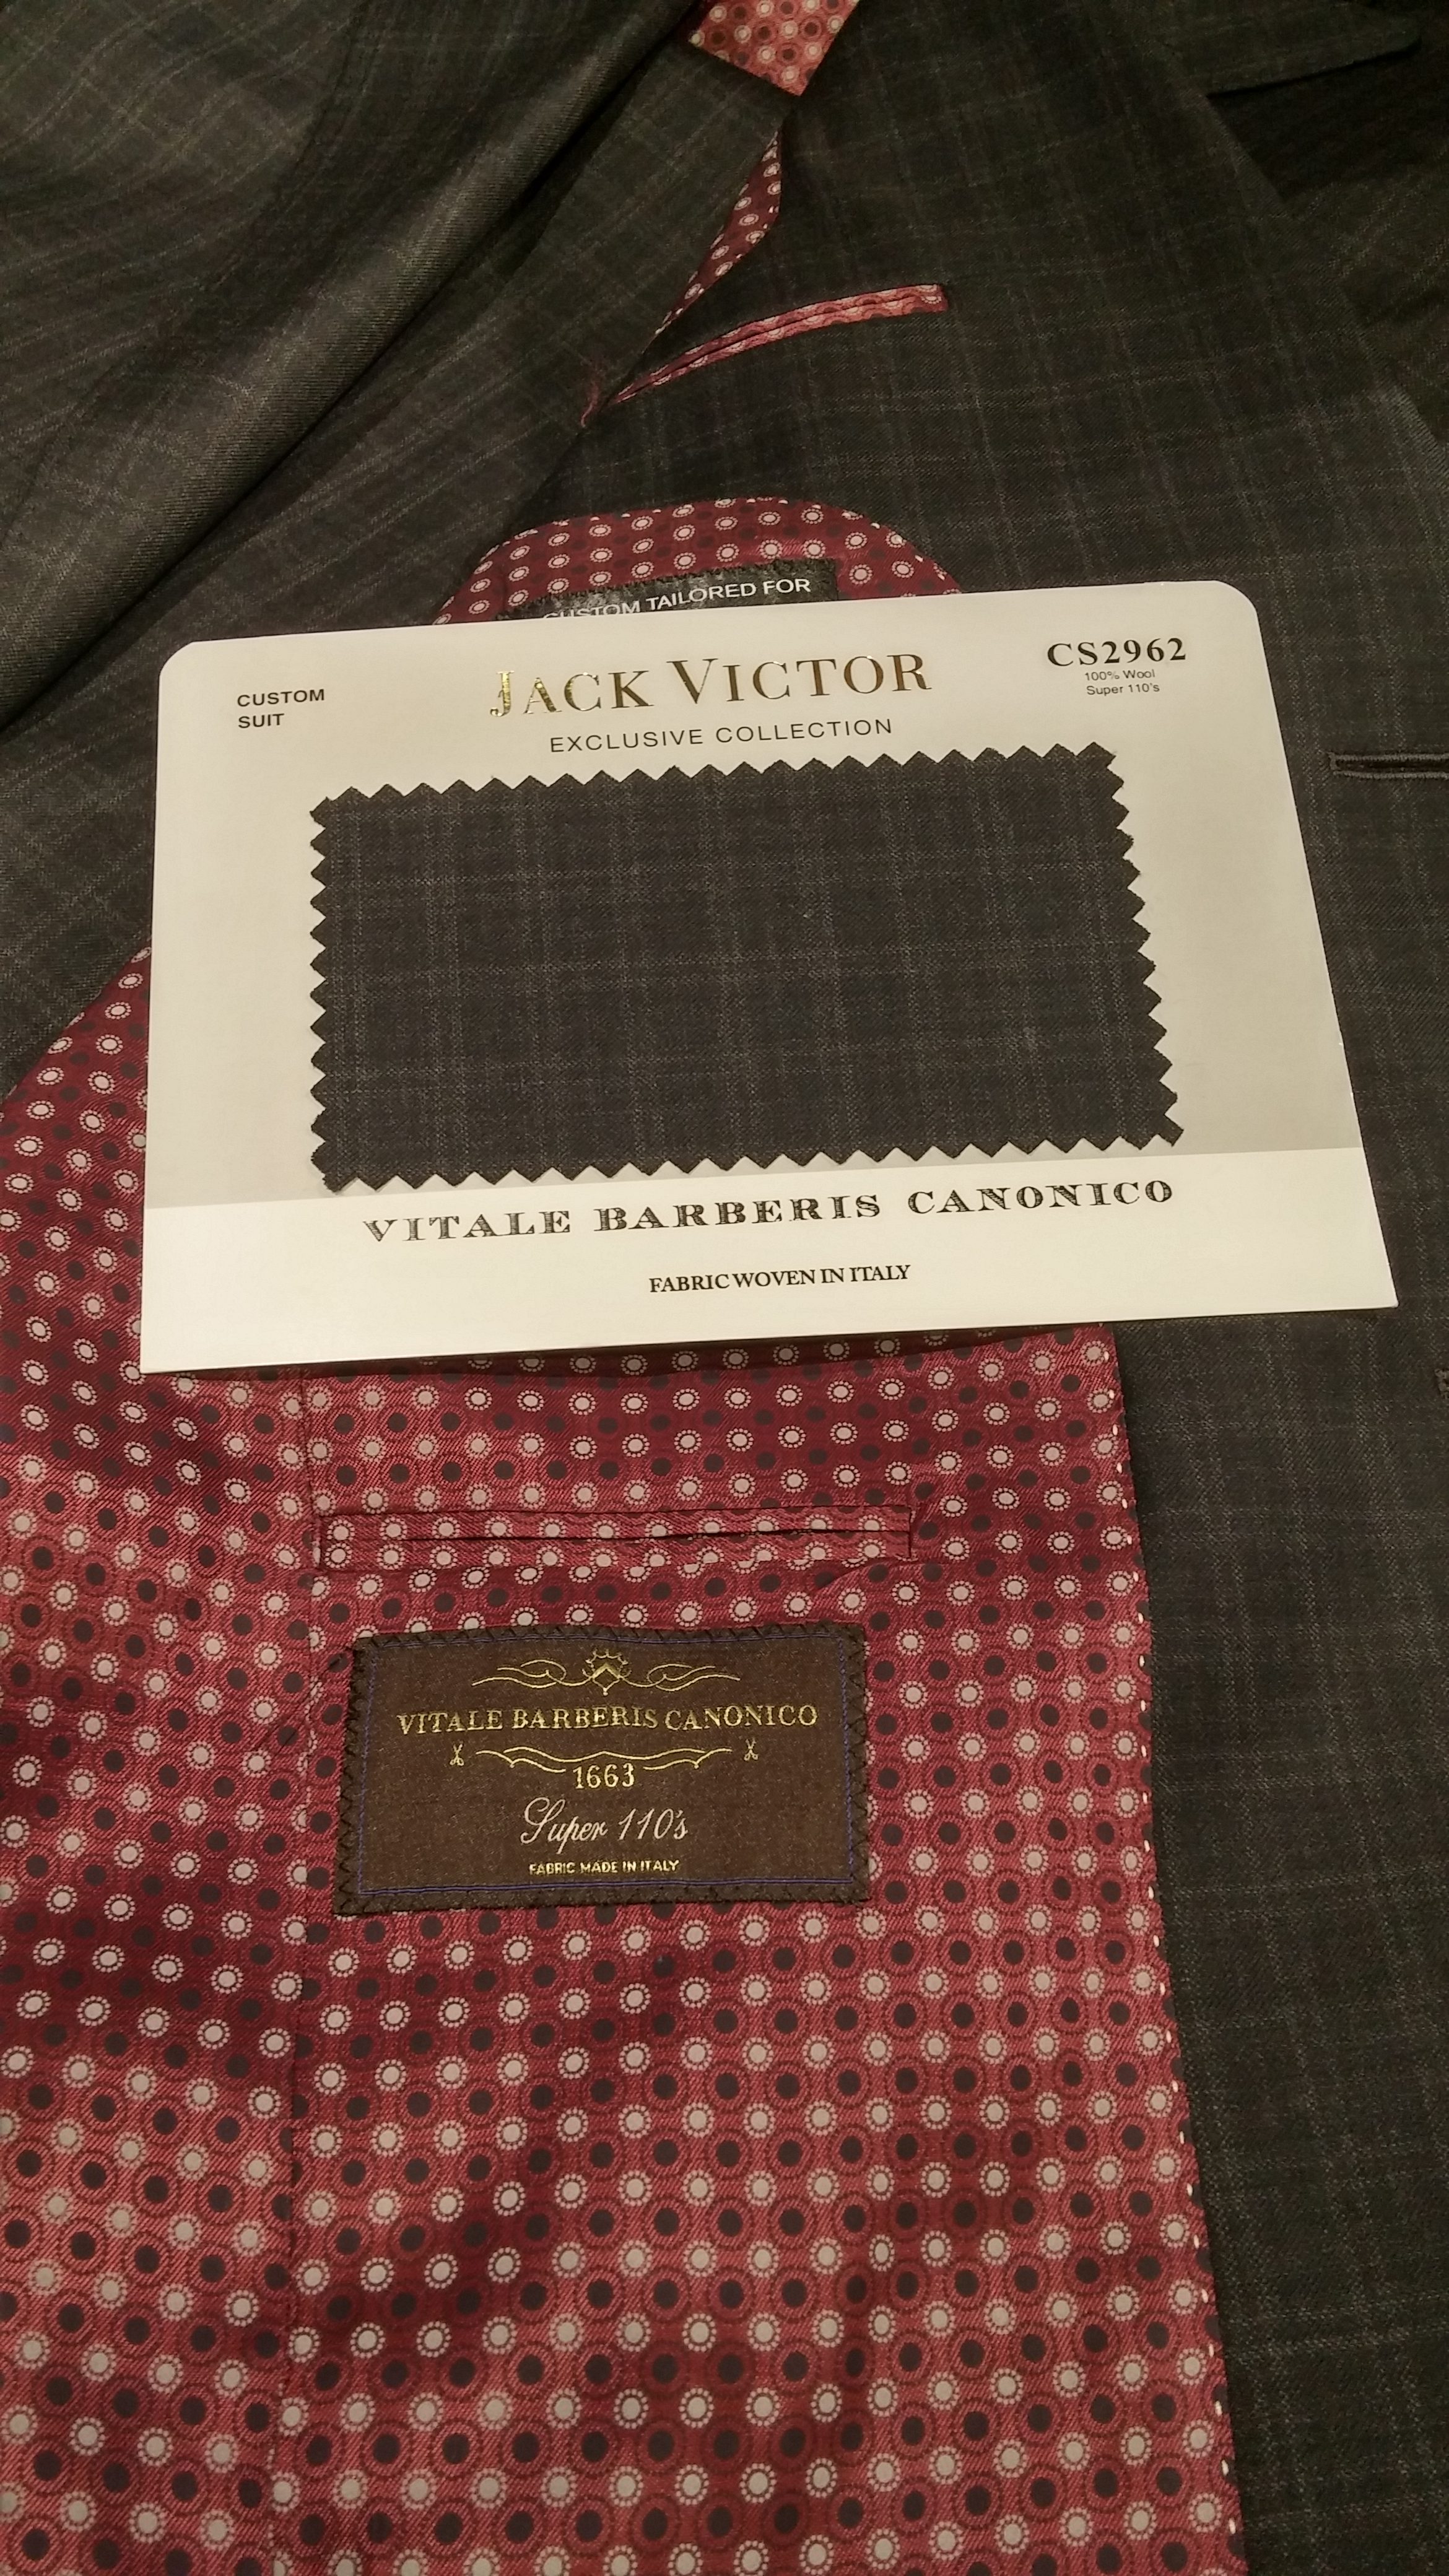 CUSTOM TAILORED FOR
CUSTOM
SUIT
JACK VICTOR
EXCLUSIVE COLLECTION
CS2962
100% Wool
Super 110's
VITALE BARBERIS CANONICO
FABRIC WOVEN IN ITALY
VITALE BARBERIS CANONICO
1663
Super 110's
FABRIC MADE IN ITALY